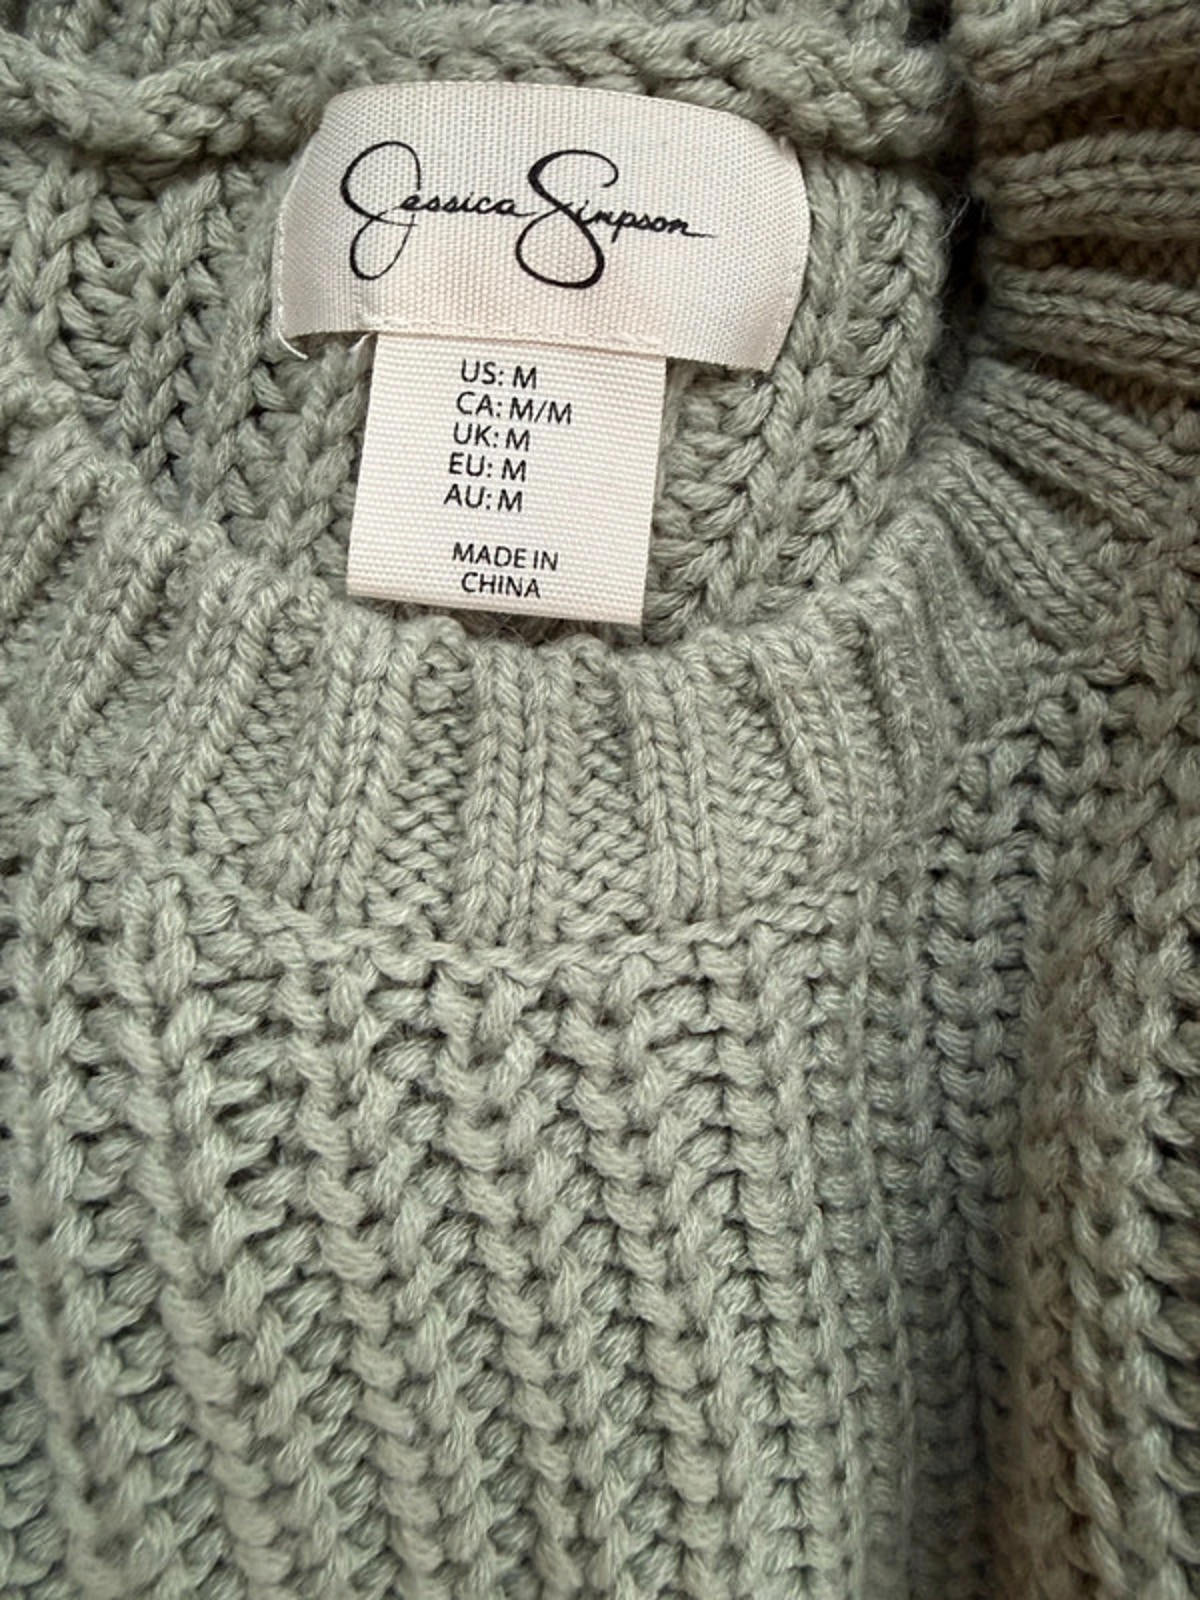 Jessica Simpson
US: M
CA: M/M
UK: M
EU: M
AU: M
MADE IN
CHINA